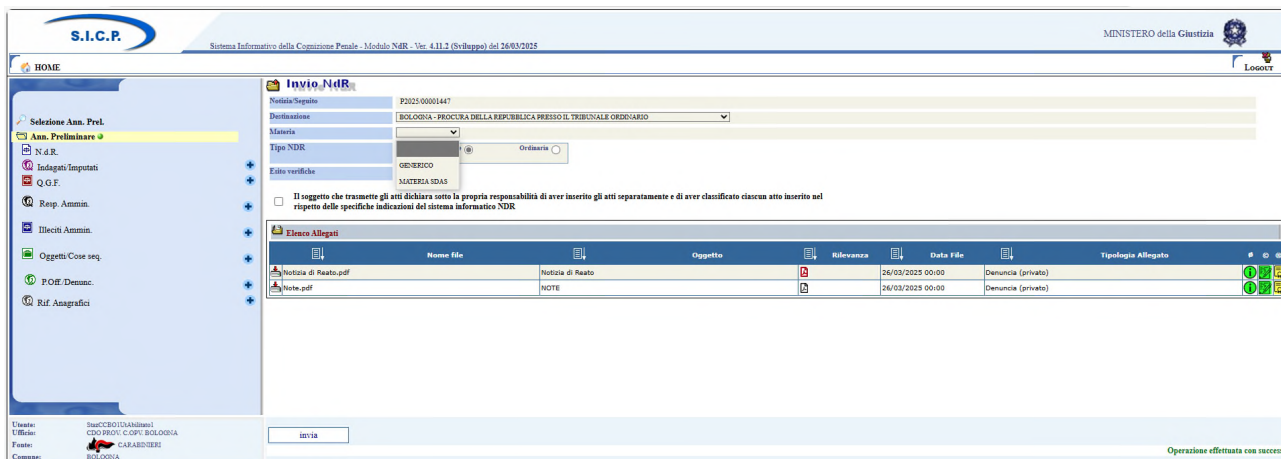 S.I.C.P.
Sistema Informativo della Cognizione Penale - Modulo NdR - Ver. 4.11.2 (Sviluppo) del 26/03/2025
MINISTERO della Giustizia
HOME
LOGOUT
Invio NdR
Notizia/Seguito P2025/00001447
Destinazione BOLOGNA - PROCURA DELLA REPUBBLICA PRESSO IL TRIBUNALE ORDINARIO
Materia
Tipo NDR Ordinaria
GENERICO
Esito verifiche
MATERIA SDAS
Il soggetto che trasmette gli atti dichiara sotto la propria responsabilità di aver inserito gli atti separatamente e di aver classificato ciascun atto inserito nel
rispetto delle specifiche indicazioni del sistema informatico NDR
Selezione Ann. Prel.
Ann. Preliminare
N.d.R.
Indagati/Imputati
Q.G.F.
Resp. Ammin.
Illeciti Ammin.
Oggetti/Cose seq.
P.Off./Denunc.
Rif. Anagrafici
Elenco Allegati
Nome file Oggetto Rilevanza Data File Tipologia Allegato
Notizia di Reato.pdf Notizia di Reato 26/03/2025 00:00 Denuncia (privato)
Note.pdf NOTE 26/03/2025 00:00 Denuncia (privato)
Utente: StazCCBO1UtAbilitato1
Ufficio: CDO PROV. C.OPV. BOLOGNA
Fonte: CARABINIERI
Comune: BOLOGNA
invia
Operazione effettuata con success